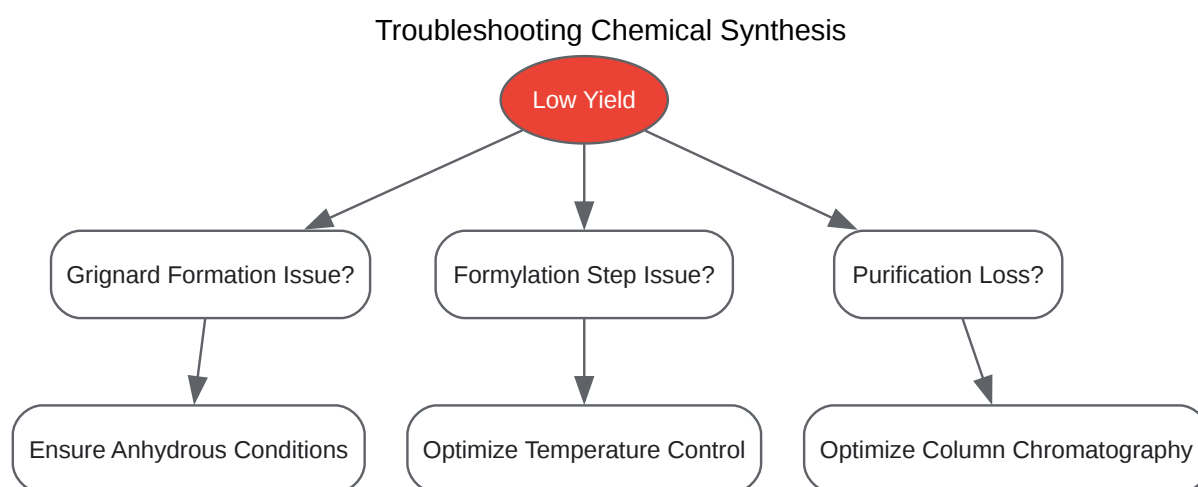 Troubleshooting Chemical Synthesis
Low Yield
Grignard Formation Issue?
Formylation Step Issue?
Purification Loss?
Ensure Anhydrous Conditions
Optimize Temperature Control
Optimize Column Chromatography